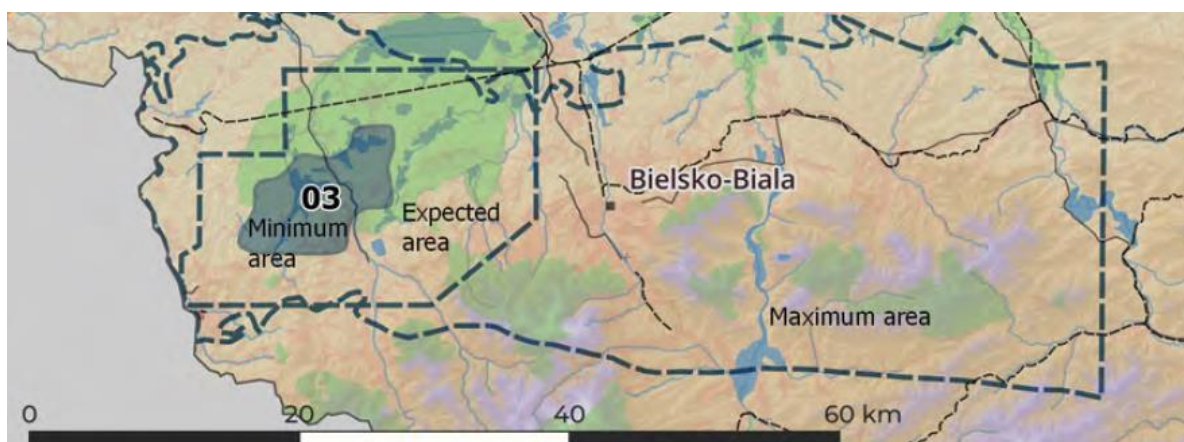 Bielsko-Biala
03
Minimum
area
Expected
area
Maximum area
0
20
40
60 km